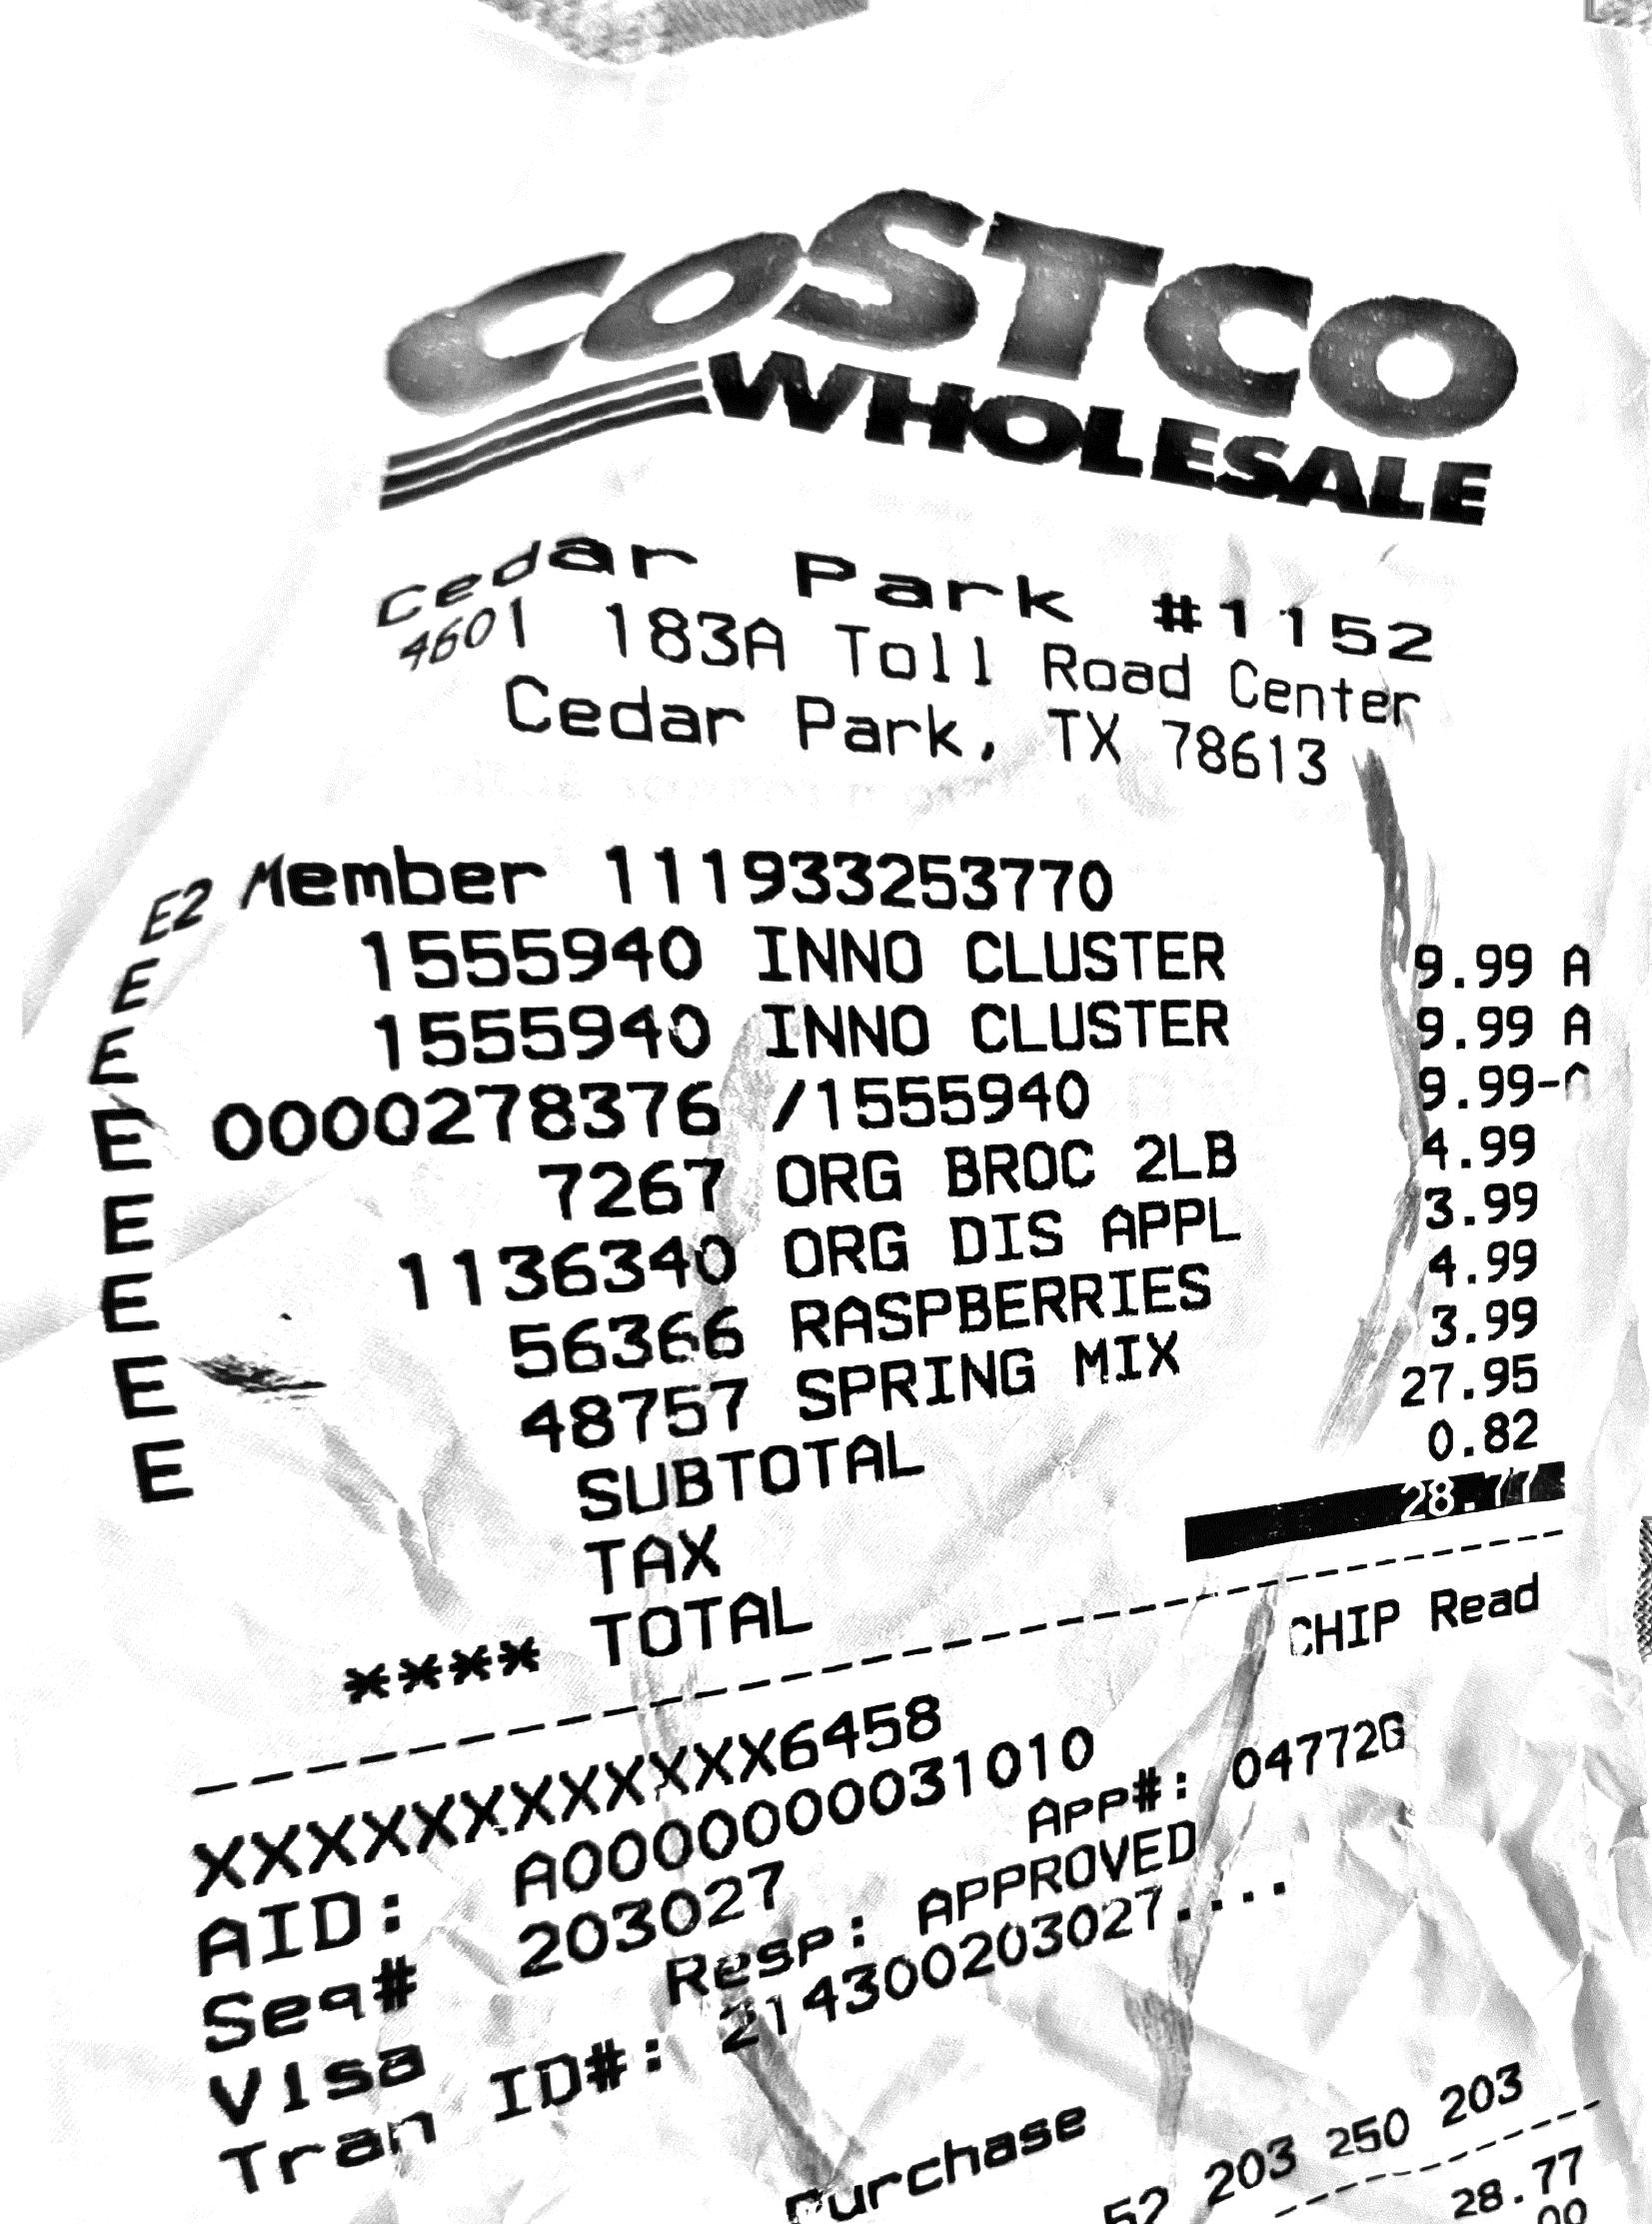 COSTCO
WHOLESALE
Cedar Park #1152
4601 183A Toll Road Center
Cedar Park, TX 78613
E2 Member 111933253770
E 1555940 INNO CLUSTER 9.99 A
E 1555940 INNO CLUSTER 9.99 A
E 0000278376 /1555940 9.99-A
E 7267 ORG BROC 2LB 4.99
E 1136340 ORG DIS APPL 3.99
E 56366 RASPBERRIES 4.99
E 48757 SPRING MIX 3.99
SUBTOTAL 27.95
TAX 0.82
**** TOTAL 28.77
XXXXXXXXXXXX6458 CHIP Read
AID: A0000000031010
Seq# 203027 App#: 04772G
Visa Resp: APPROVED
Tran ID#: 214300203027....
Purchase
52 203 250 203
28.77
00